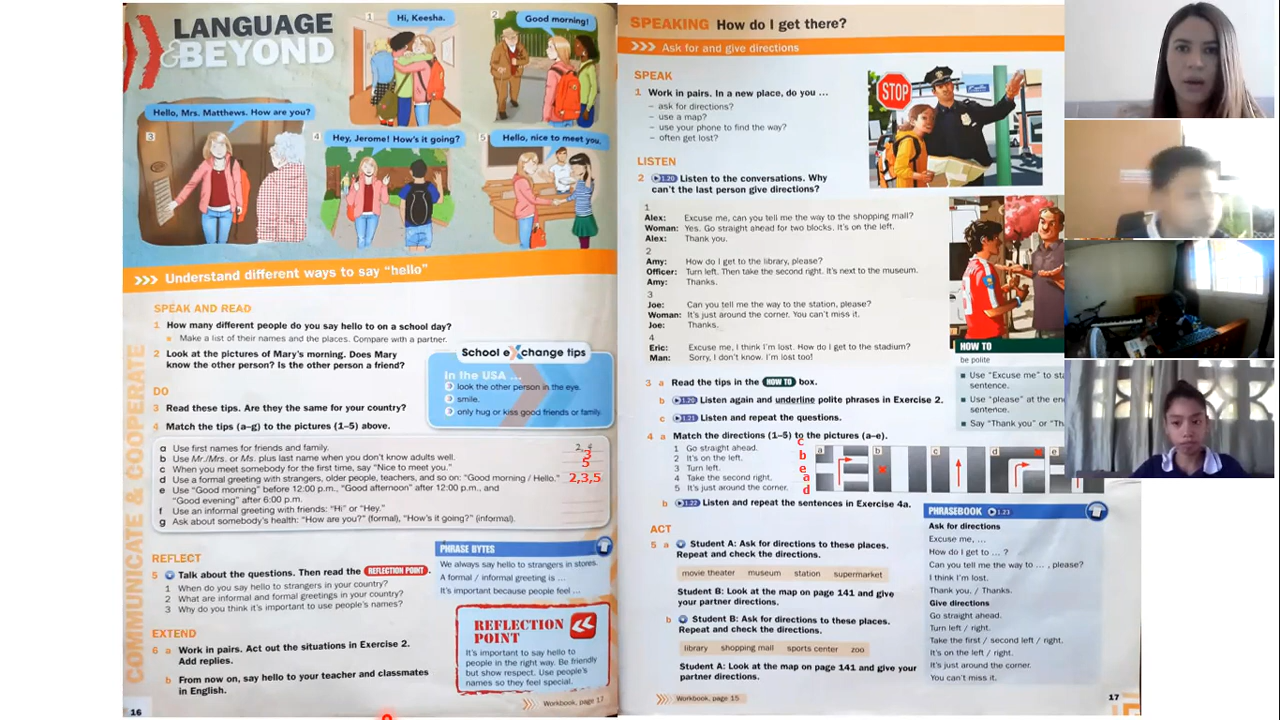 LANGUAGE
& BEYOND
1
Hi, Keesha.
2
Good morning!
Hello, Mrs. Matthews. How are you?
3
4
Hey, Jerome! How's it going?
5
Hello, nice to meet you.
>>> Understand different ways to say "hello"
COMMUNICATE & COOPERATE
SPEAK AND READ
1 How many different people do you say hello to on a school day?
Make a list of their names and the places. Compare with a partner.
2 Look at the pictures of Mary's morning. Does Mary
know the other person? Is the other person a friend?
School eXchange tips
In the USA ...
look the other person in the eye.
smile.
only hug or kiss good friends or family.
DO
3 Read these tips. Are they the same for your country?
4 Match the tips (a–g) to the pictures (1–5) above.
a Use first names for friends and family. 2, 4
b Use Mr./Mrs. or Ms. plus last name when you don't know adults well. 3
c When you meet somebody for the first time, say "Nice to meet you." 5
d Use a formal greeting with strangers, older people, teachers, and so on: "Good morning / Hello." 2,3,5
e Use "Good morning" before 12:00 p.m., "Good afternoon" after 12:00 p.m., and
"Good evening" after 6:00 p.m.
f Use an informal greeting with friends: "Hi" or "Hey."
g Ask about somebody's health: "How are you?" (formal), "How's it going?" (informal).
REFLECT
5 Talk about the questions. Then read the REFLECTION POINT.
1 When do you say hello to strangers in your country?
2 What are informal and formal greetings in your country?
3 Why do you think it's important to use people's names?
PHRASE BYTES
We always say hello to strangers in stores.
A formal / informal greeting is ...
It's important because people feel ...
EXTEND
6 a Work in pairs. Act out the situations in Exercise 2.
Add replies.
b From now on, say hello to your teacher and classmates
in English.
REFLECTION
POINT
It's important to say hello to
people in the right way. Be friendly
but show respect. Use people's
names so they feel special.
Workbook, page 17
16
SPEAKING How do I get there?
>>> Ask for and give directions
SPEAK
1 Work in pairs. In a new place, do you ...
– ask for directions?
– use a map?
– use your phone to find the way?
– often get lost?
STOP
LISTEN
2 1.20 Listen to the conversations. Why
can't the last person give directions?
1
Alex: Excuse me, can you tell me the way to the shopping mall?
Woman: Yes. Go straight ahead for two blocks. It's on the left.
Alex: Thank you.
2
Amy: How do I get to the library, please?
Officer: Turn left. Then take the second right. It's next to the museum.
Amy: Thanks.
3
Joe: Can you tell me the way to the station, please?
Woman: It's just around the corner. You can't miss it.
Joe: Thanks.
4
Eric: Excuse me, I think I'm lost. How do I get to the stadium?
Man: Sorry, I don't know. I'm lost too!
HOW TO
be polite
Use "Excuse me" to
sentence.
Use "please" at the
sentence.
Say "Thank you" or
3 a Read the tips in the HOW TO box.
b 1.20 Listen again and underline polite phrases in Exercise 2.
c 1.21 Listen and repeat the questions.
4 a Match the directions (1–5) to the pictures (a–e).
1 Go straight ahead. c
2 It's on the left. b
3 Turn left. e
4 Take the second right. a
5 It's just around the corner. d
a b c d e
b 1.22 Listen and repeat the sentences in Exercise 4a.
ACT
5 a Student A: Ask for directions to these places.
Repeat and check the directions.
movie theater museum station supermarket
Student B: Look at the map on page 141 and give
your partner directions.
b Student B: Ask for directions to these places.
Repeat and check the directions.
library shopping mall sports center zoo
Student A: Look at the map on page 141 and give your
partner directions.
PHRASEBOOK 1.23
Ask for directions
Excuse me, ...
How do I get to ... ?
Can you tell me the way to ... , please?
I think I'm lost.
Thank you. / Thanks.
Give directions
Go straight ahead.
Turn left / right.
Take the first / second left / right.
It's on the left / right.
It's just around the corner.
You can't miss it.
Workbook, page 15
17